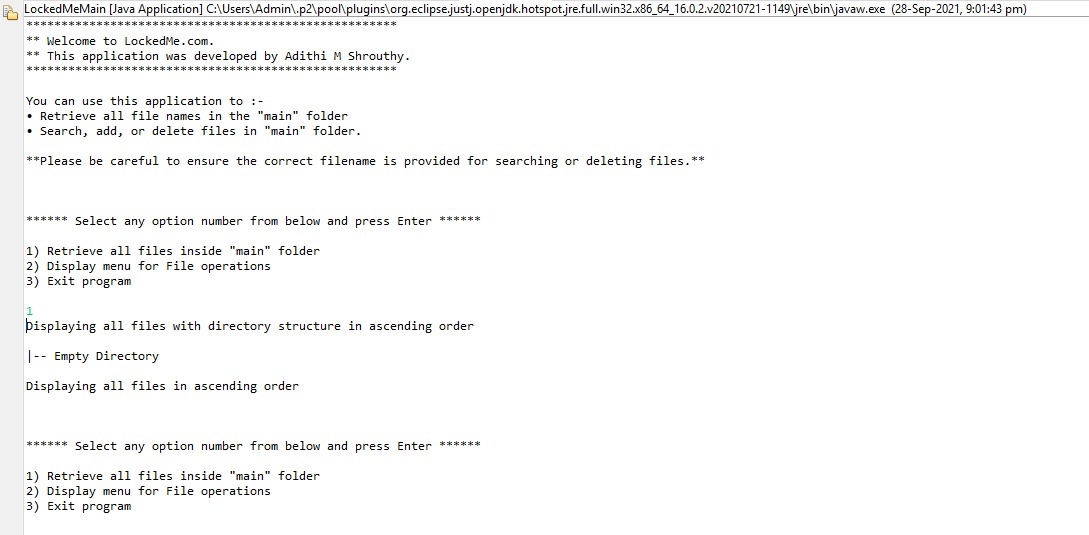 LockedMeMain [Java Application] C:\Users\Admin\.p2\pool\plugins\org.eclipse.justj.openjdk.hotspot.jre.full.win32.x86_64_16.0.2.v20210721-1149\jre\bin\javaw.exe (28-Sep-2021, 9:01:43 pm)
*****************************************************
** Welcome to LockedMe.com.
** This application was developed by Adithi M Shrouthy.
*****************************************************
You can use this application to :-
• Retrieve all file names in the "main" folder
• Search, add, or delete files in "main" folder.
**Please be careful to ensure the correct filename is provided for searching or deleting files.**
****** Select any option number from below and press Enter ******
1) Retrieve all files inside "main" folder
2) Display menu for File operations
3) Exit program
1
Displaying all files with directory structure in ascending order
|-- Empty Directory
Displaying all files in ascending order
****** Select any option number from below and press Enter ******
1) Retrieve all files inside "main" folder
2) Display menu for File operations
3) Exit program